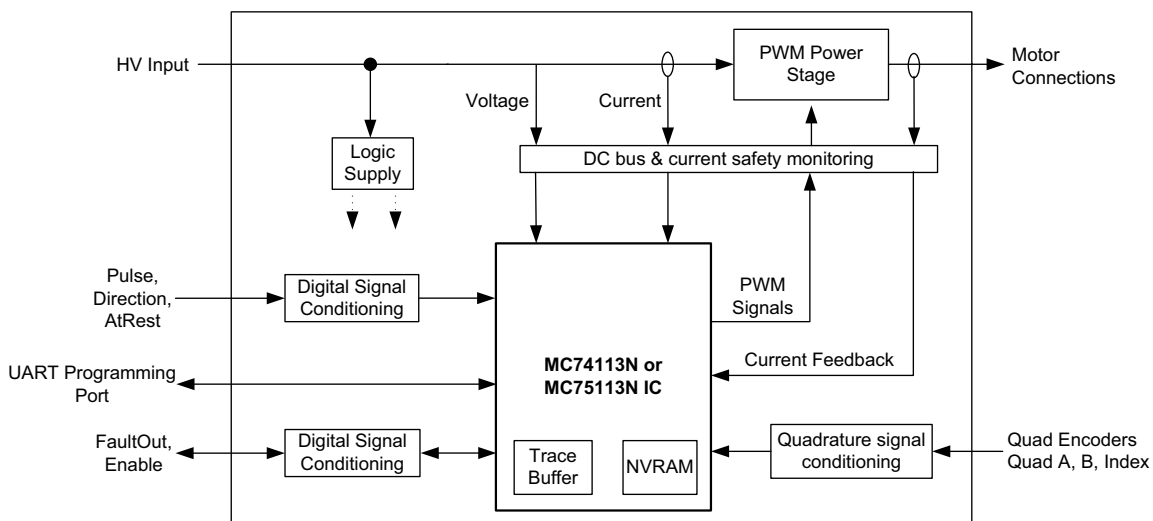 HV Input
PWM Power
Stage
Motor
Connections
Voltage
Current
Logic
Supply
DC bus & current safety monitoring
Pulse,
Direction,
AtRest
Digital Signal
Conditioning
PWM
Signals
MC74113N or
MC75113N IC
Current Feedback
UART Programming
Port
FaultOut,
Enable
Digital Signal
Conditioning
Trace
Buffer
NVRAM
Quadrature signal
conditioning
Quad Encoders
Quad A, B, Index